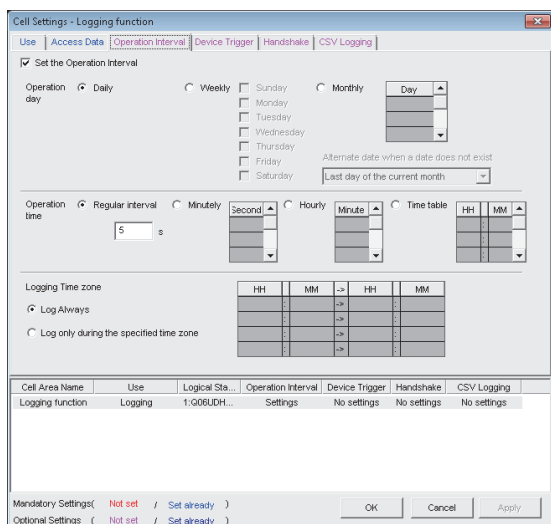 Cell Settings - Logging function
Use Access Data Operation Interval Device Trigger Handshake CSV Logging
Set the Operation Interval
Operation day Daily Weekly Sunday Monthly Day
Monday
Tuesday
Wednesday
Thursday
Friday Alternate date when a date does not exist
Saturday Last day of the current month
Operation time Regular interval Minutely Second Hourly Minute Time table HH MM
5 s
:
:
:
Logging Time zone HH MM -> HH MM
: -> :
Log Always : -> :
: -> :
Log only during the specified time zone : -> :
Cell Area Name Use Logical Sta... Operation Interval Device Trigger Handshake CSV Logging
Logging function Logging 1:Q06UDH... Settings No settings No settings No settings
Mandatory Settings( Not set / Set already ) OK Cancel Apply
Optional Settings ( Not set / Set already )